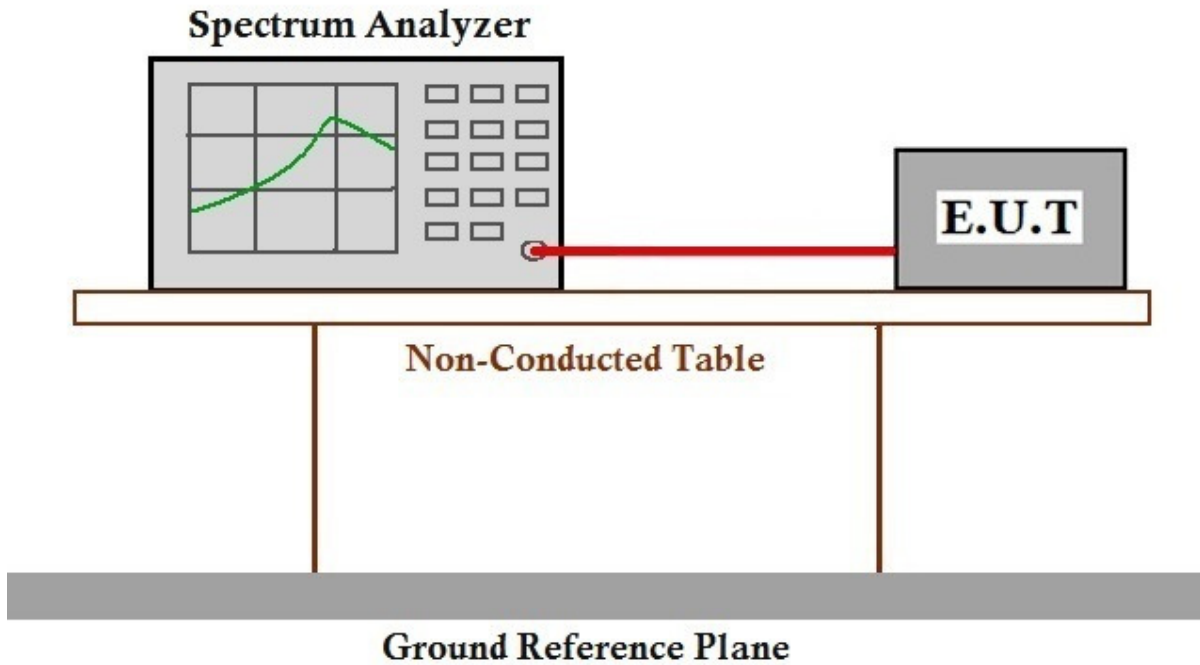 Spectrum Analyzer
E.U.T
Non-Conducted Table
Ground Reference Plane